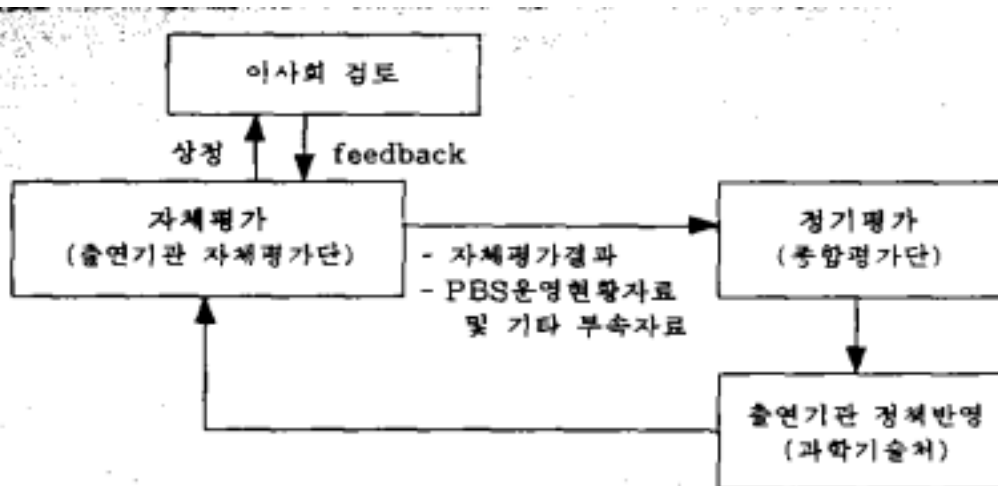 이사회 검토
상정
feedback
자체평가
(출연기관 자체평가단)
- 자체평가결과
- PBS운영현황자료
및 기타 부속자료
정기평가
(종합평가단)
출연기관 정책반영
(과학기술처)